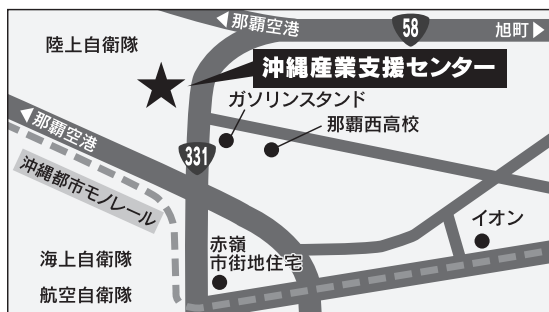 ◀那覇空港
58
旭町▶
陸上自衛隊
沖縄産業支援センター
ガソリンスタンド
那覇西高校
◀那覇空港
331
沖縄都市モノレール
イオン
赤嶺
市街地住宅
海上自衛隊
航空自衛隊